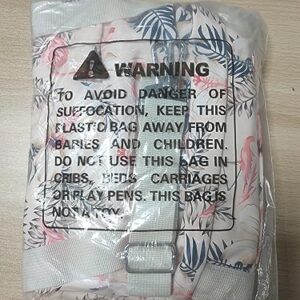 WARNING
TO AVOID DANGER OF
SUFFOCATION, KEEP THIS
PLASTIC BAG AWAY FROM
BABIES AND CHILDREN.
DO NOT USE THIS BAG IN
CRIBS, BEDS, CARRIAGES
OR PLAY PENS. THIS BAG IS
NOT A TOY.